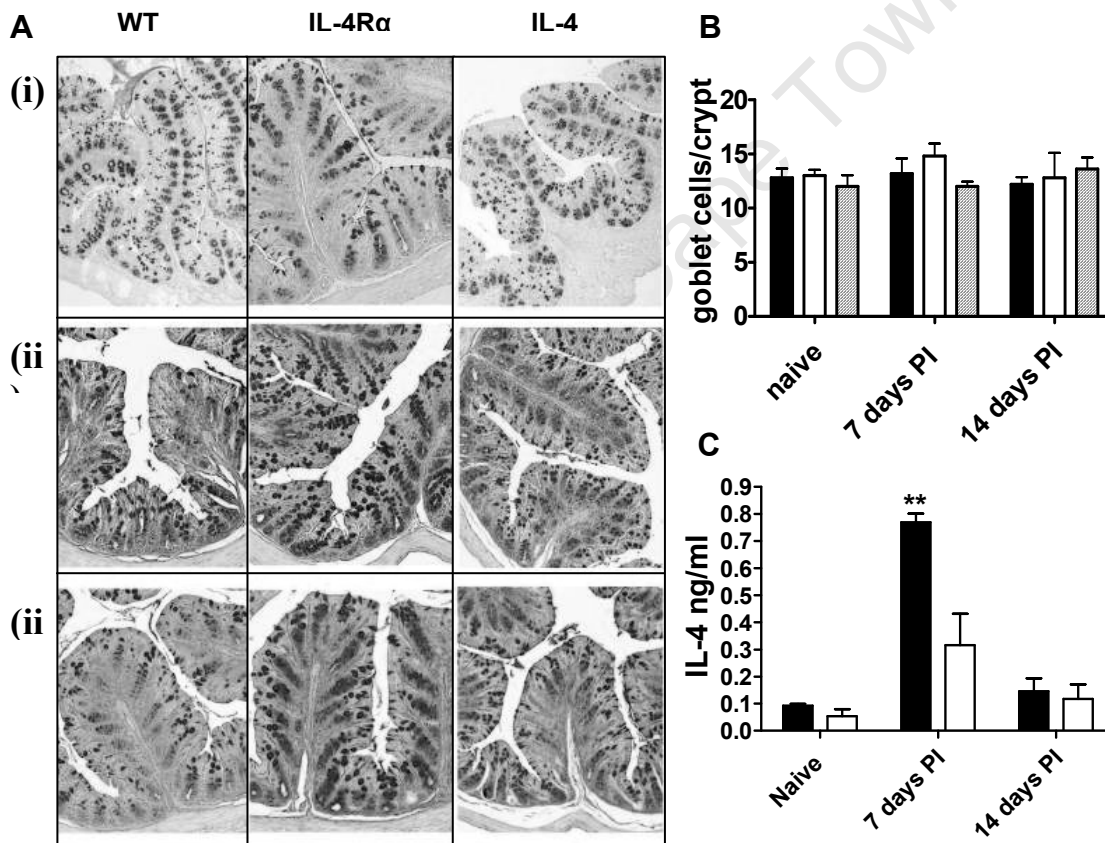 A
WT
IL-4Rα
IL-4
(i)
(ii
(ii
B
goblet cells/crypt
20
15
10
5
0
naive
7 days PI
14 days PI
C
IL-4 ng/ml
0.9
0.8
0.7
0.6
0.5
0.4
0.3
0.2
0.1
0.0
**
Naive
7 days PI
14 days PI
ape Town